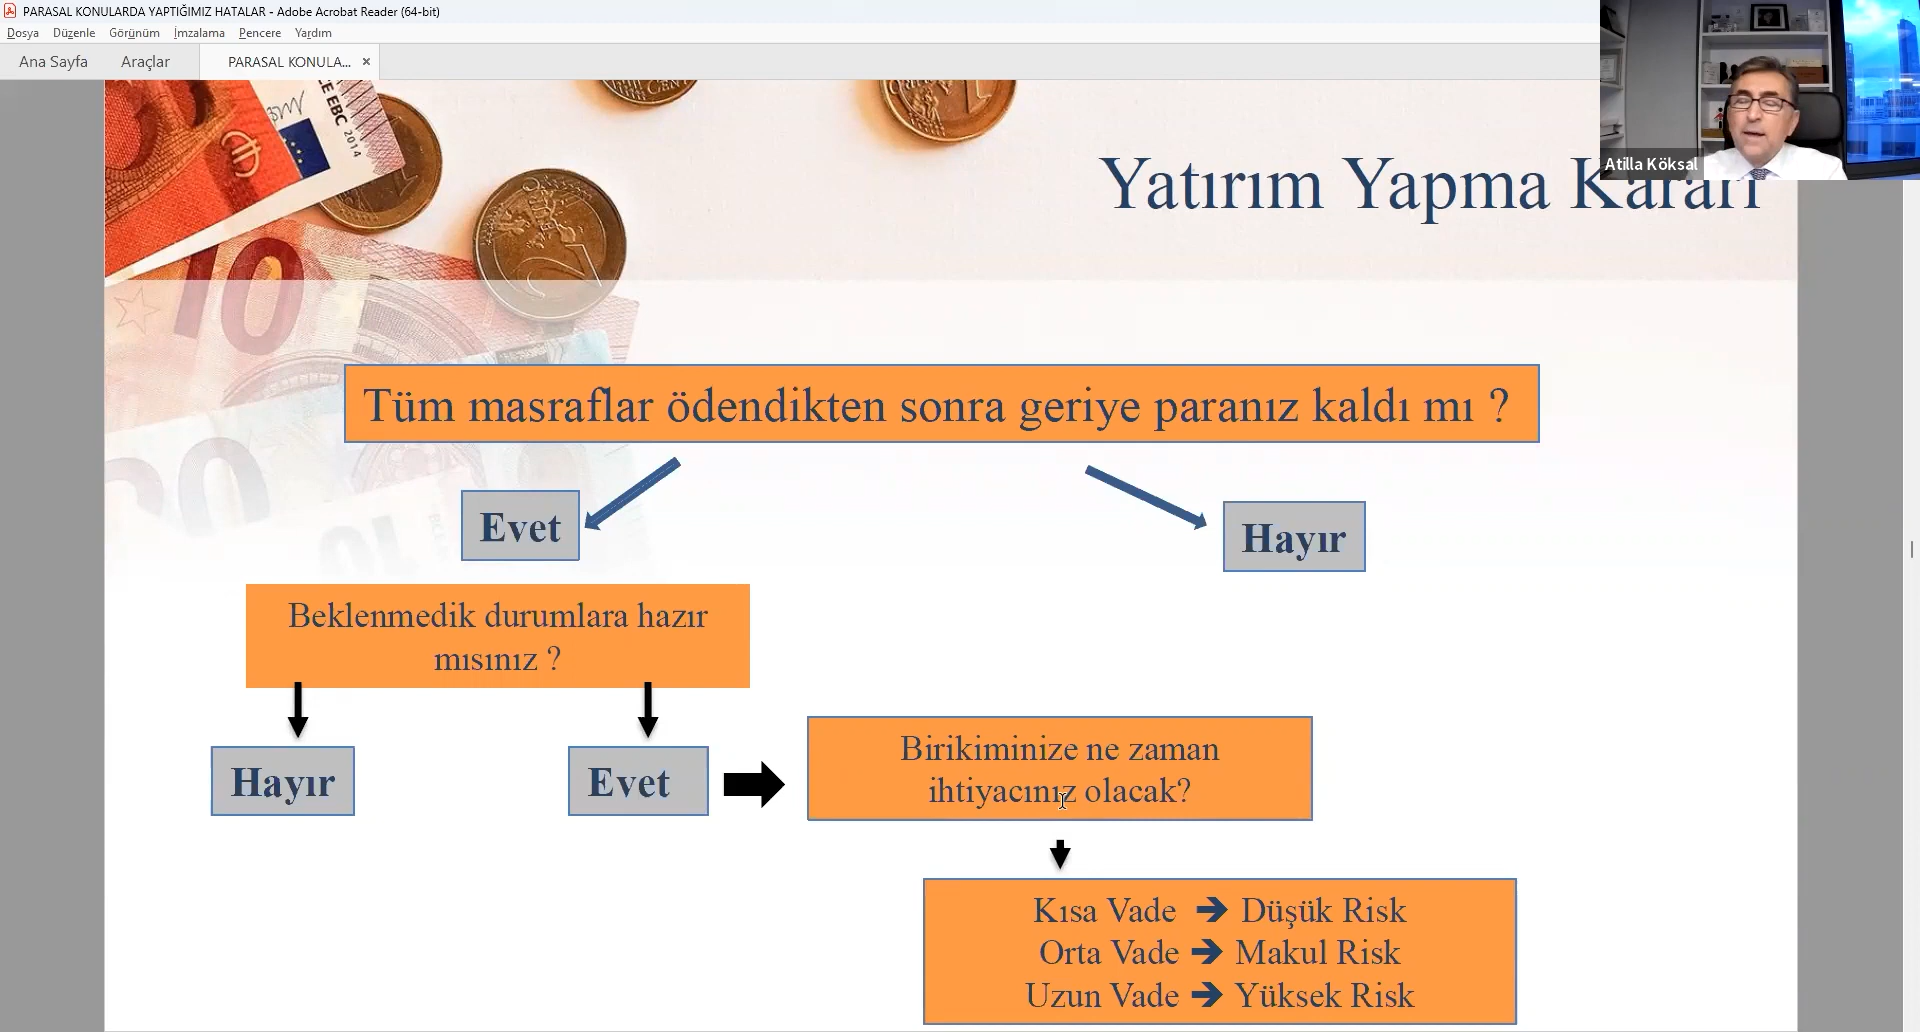 PARASAL KONULARDA YAPTIĞIMIZ HATALAR - Adobe Acrobat Reader (64-bit)
Dosya Düzenle Görünüm İmzalama Pencere Yardım
Ana Sayfa Araçlar PARASAL KONULA... ×
Atilla Köksal
EBC 2014
10
Yatırım Yapma Kararı
Tüm masraflar ödendikten sonra geriye paranız kaldı mı ?
Evet
Hayır
Beklenmedik durumlara hazır
mısınız ?
Hayır
Evet
Birikiminize ne zaman
ihtiyacınız olacak?
Kısa Vade ➔ Düşük Risk
Orta Vade ➔ Makul Risk
Uzun Vade ➔ Yüksek Risk